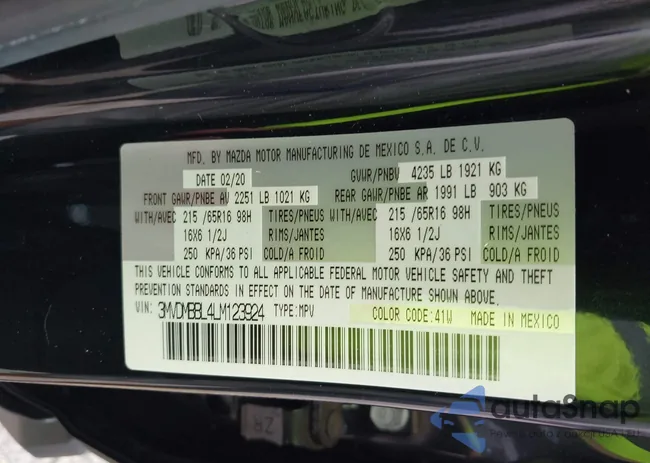 MFD. BY MAZDA MOTOR MANUFACTURING DE MEXICO S.A. DE C.V.
DATE 02/20 GVWR/PNBV 4235 LB 1921 KG
FRONT GAWR/PNBE AV 2251 LB 1021 KG REAR GAWR/PNBE AR 1991 LB 903 KG
WITH/AVEC 215 /65R16 98H TIRES/PNEUS WITH/AVEC 215 /65R16 98H TIRES/PNEUS
16X6 1/2J RIMS/JANTES 16X6 1/2J RIMS/JANTES
250 KPA/36 PSI COLD/A FROID 250 KPA/36 PSI COLD/A FROID
THIS VEHICLE CONFORMS TO ALL APPLICABLE FEDERAL MOTOR VEHICLE SAFETY AND THEFT
PREVENTION STANDARDS IN EFFECT ON THE DATE OF MANUFACTURE SHOWN ABOVE.
VIN: 3MVDMBBL4LM123924 TYPE:MPV COLOR CODE:41W MADE IN MEXICO
autoSnap